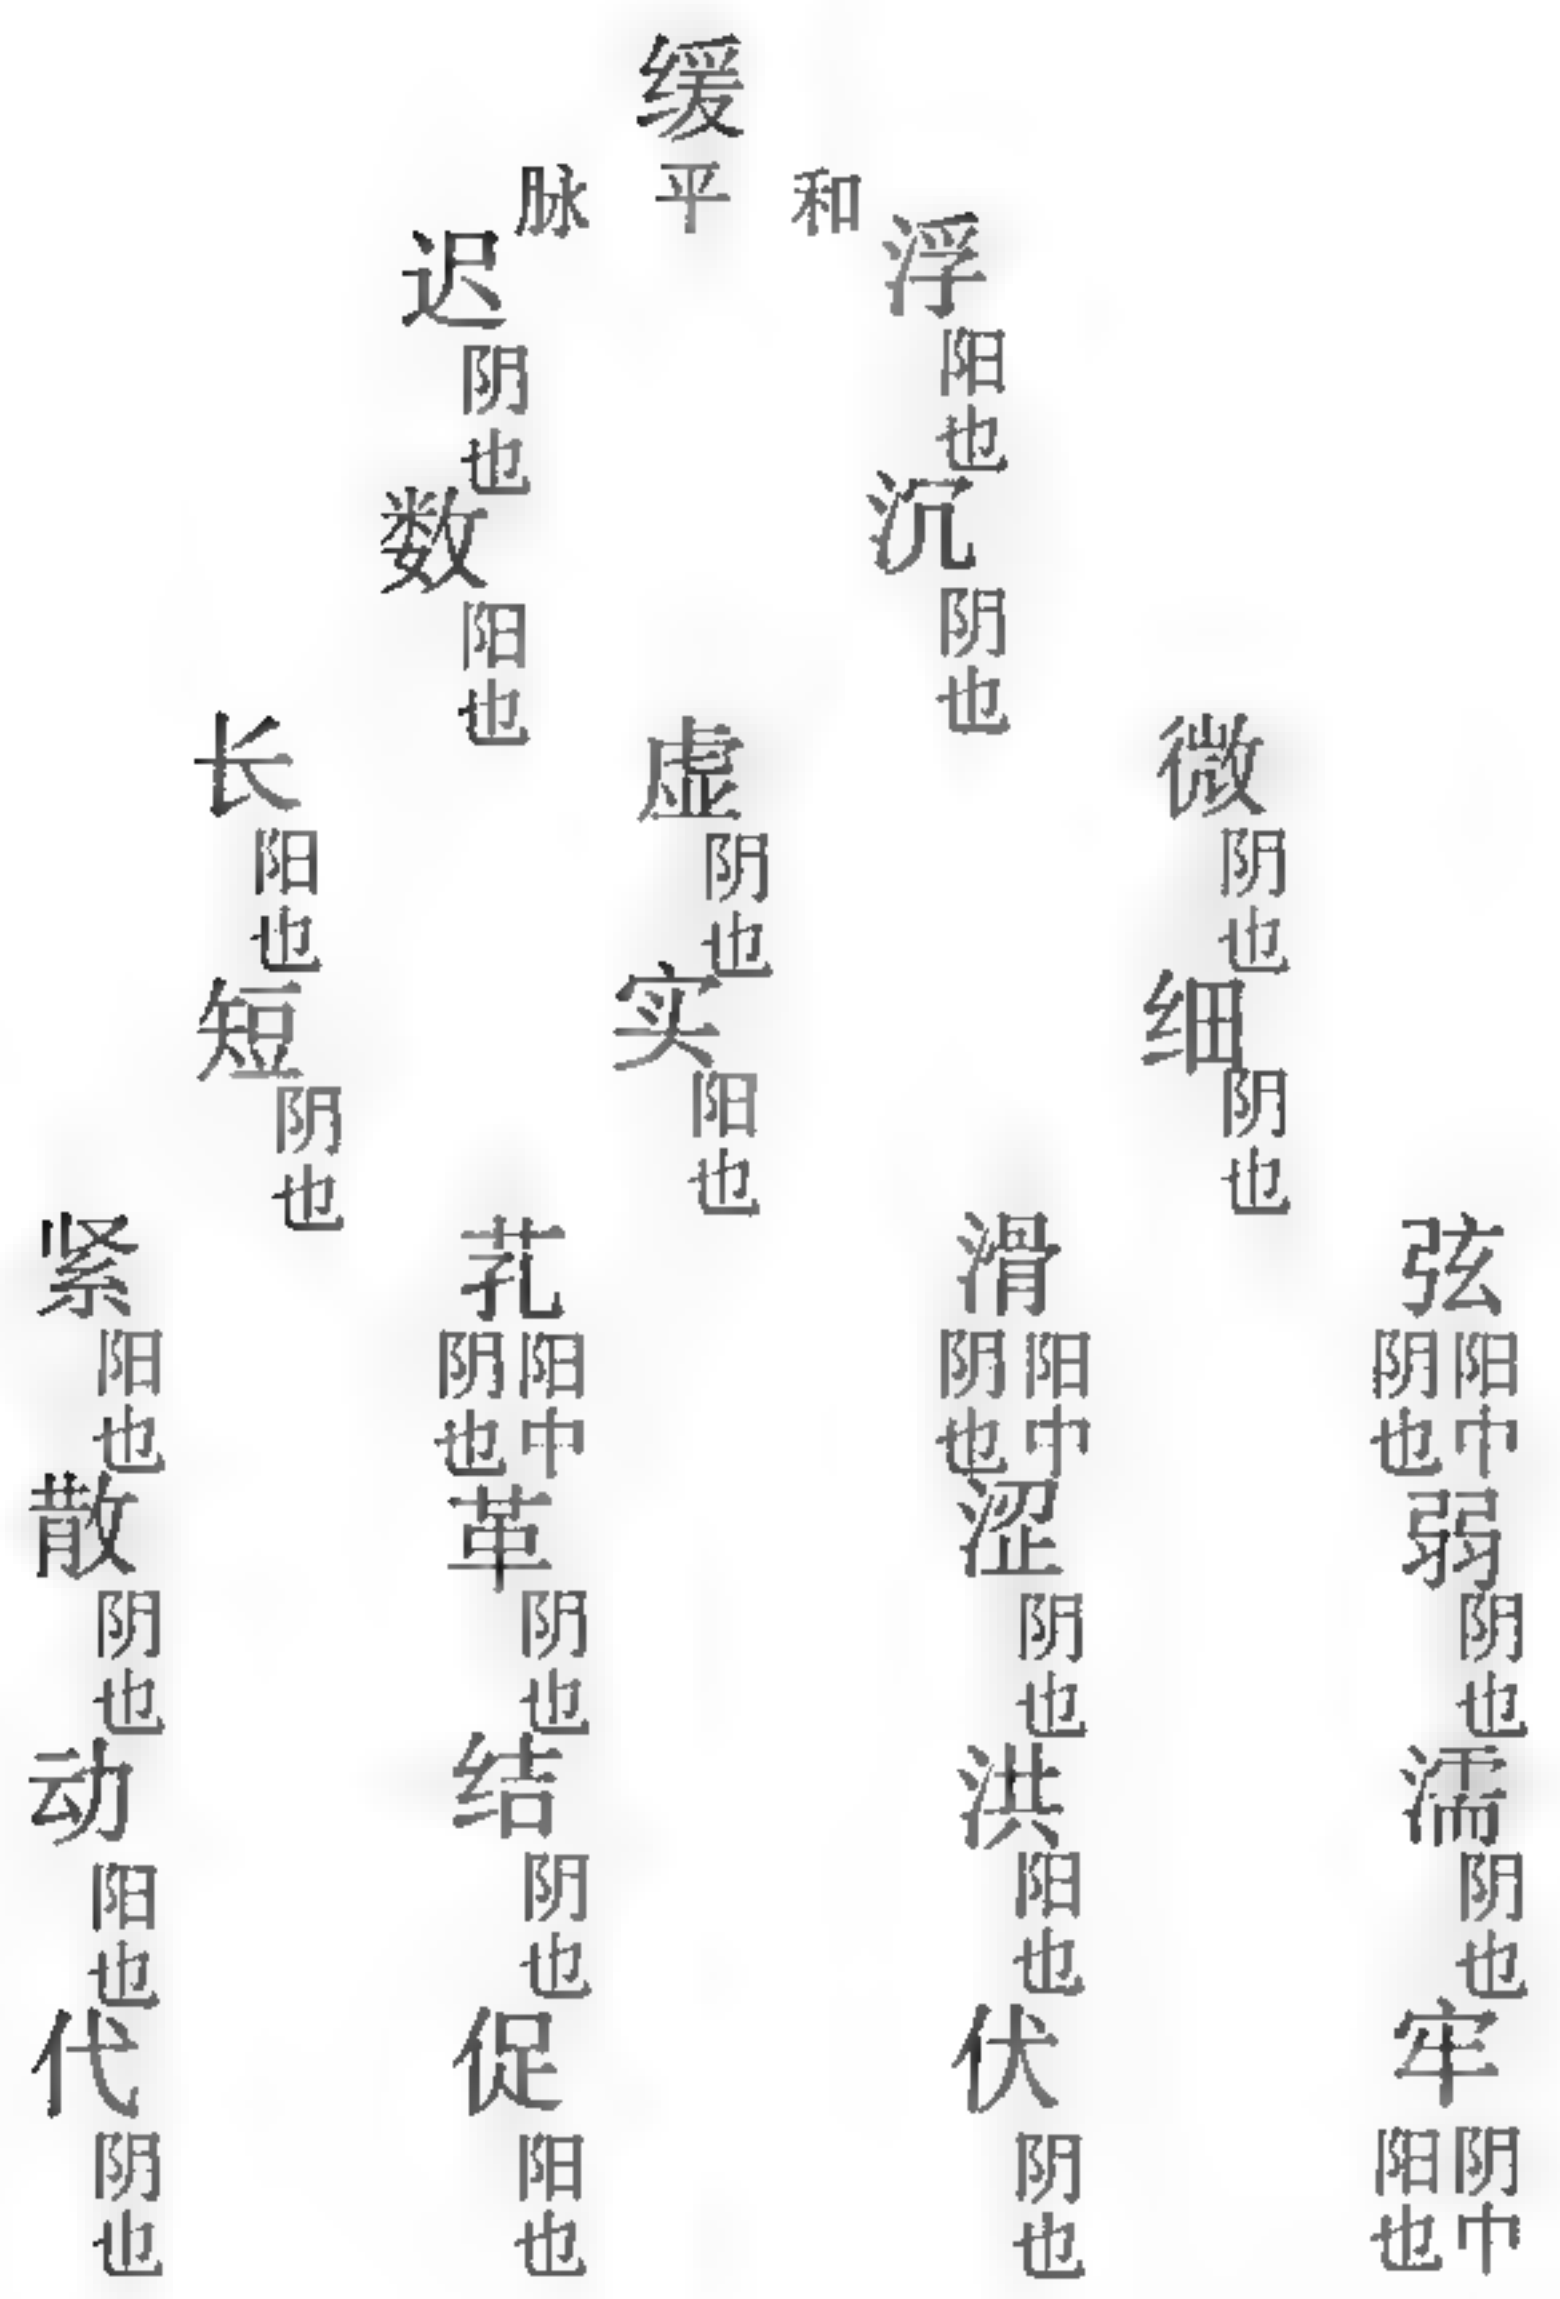 缓
和平脉
浮
阳也
沉
阴也
迟
阴也
数
阳也
微
阴也
细
阴也
虚
阴也
实
阳也
长
阳也
短
阴也
弦
阳中
阴也
弱
阴也
濡
阴也
牢
阴中
阳也
滑
阳中
阴也
涩
阴也
洪
阳也
伏
阴也
芤
阳中
阴也
革
阴也
结
阴也
促
阳也
紧
阳也
散
阴也
动
阳也
代
阴也